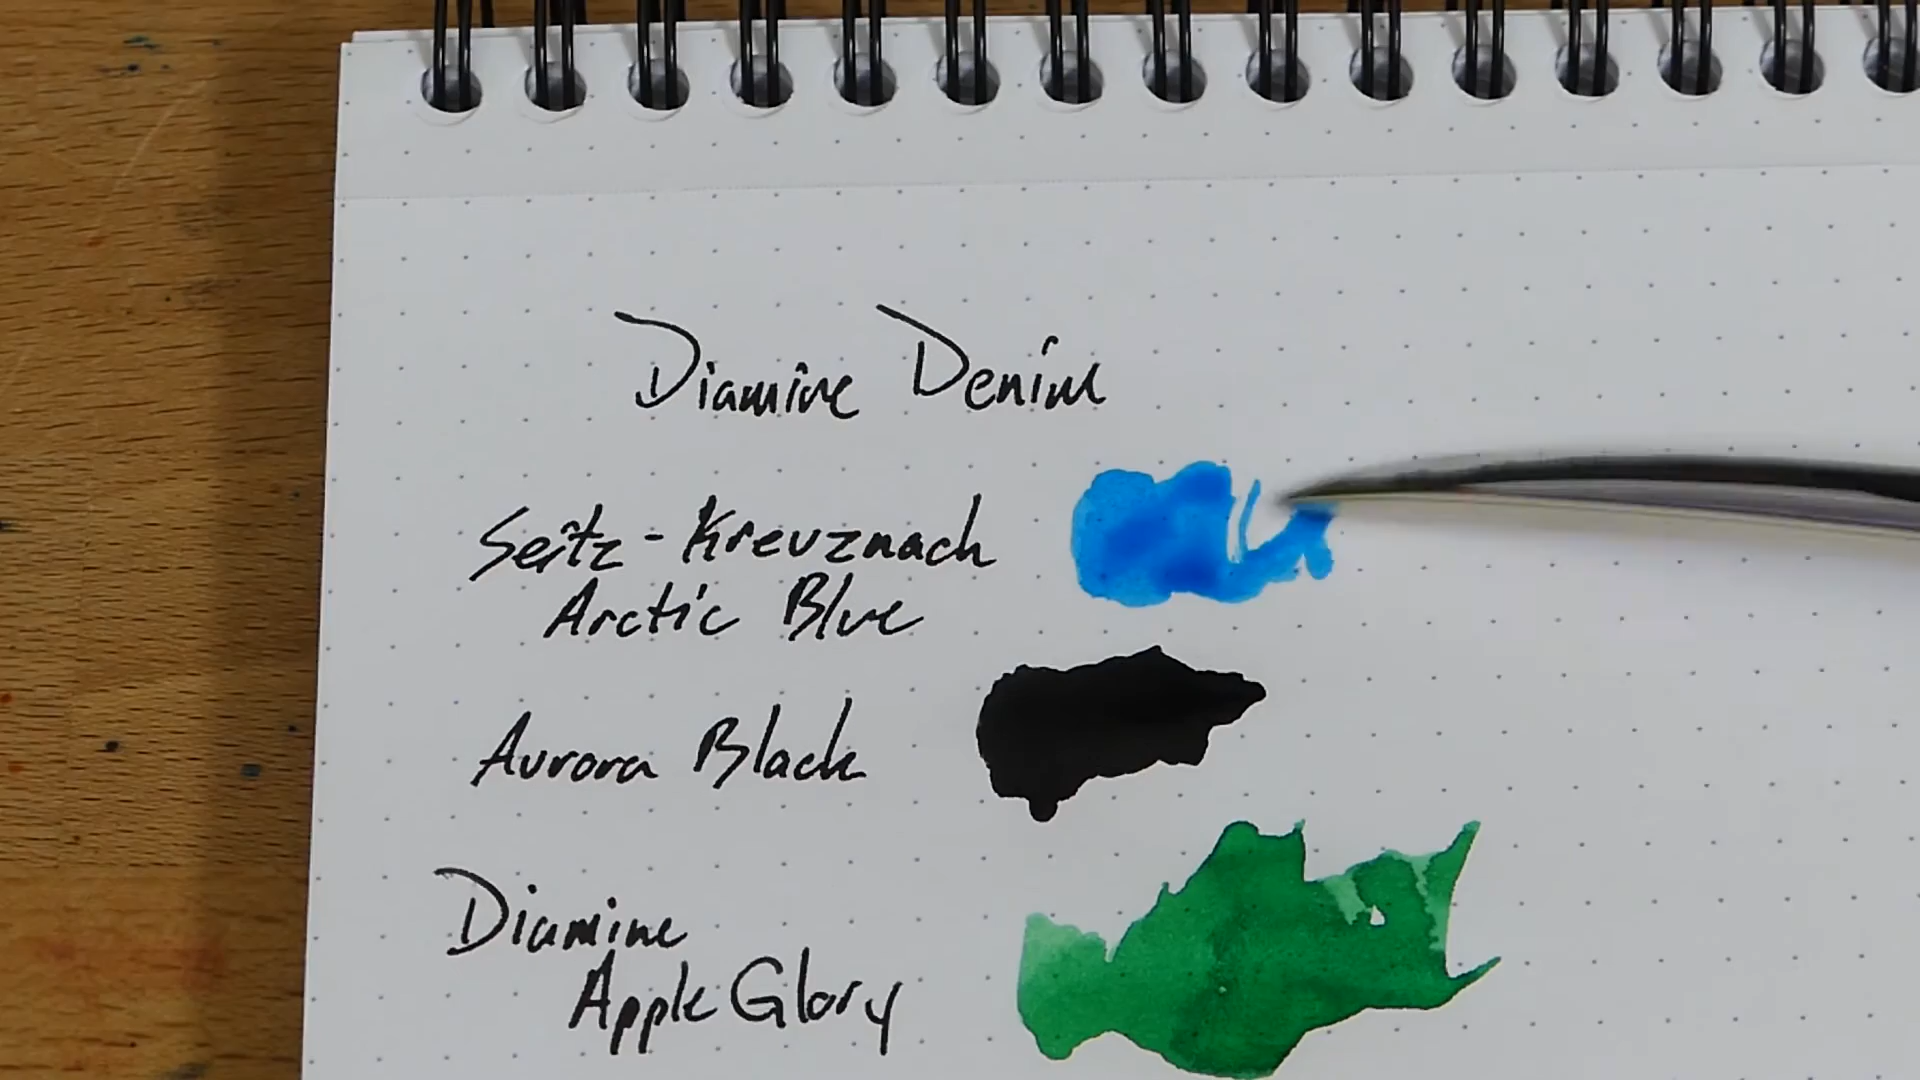 Diamine Denim
Seitz-Kreuznach
Arctic Blue
Aurora Black
Diamine
Apple Glory